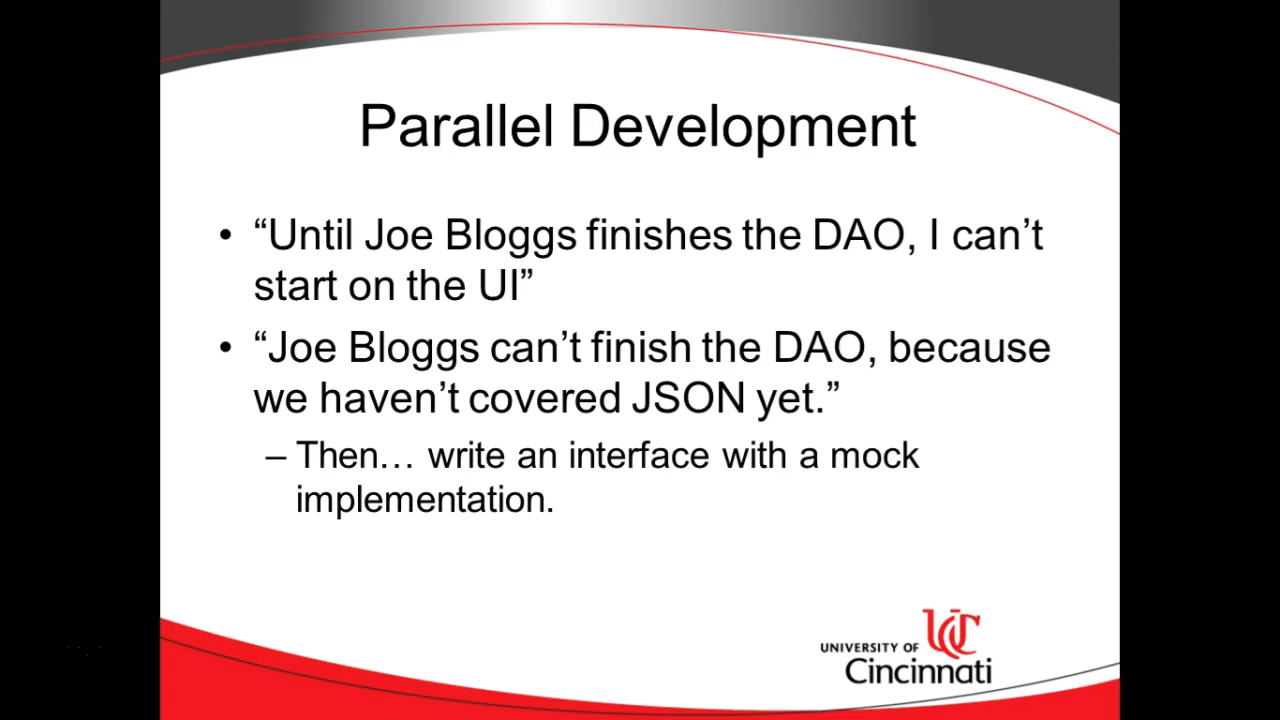 Parallel Development
• “Until Joe Bloggs finishes the DAO, I can’t
start on the UI”
• “Joe Bloggs can’t finish the DAO, because
we haven’t covered JSON yet.”
– Then… write an interface with a mock
implementation.
UC
UNIVERSITY OF
Cincinnati